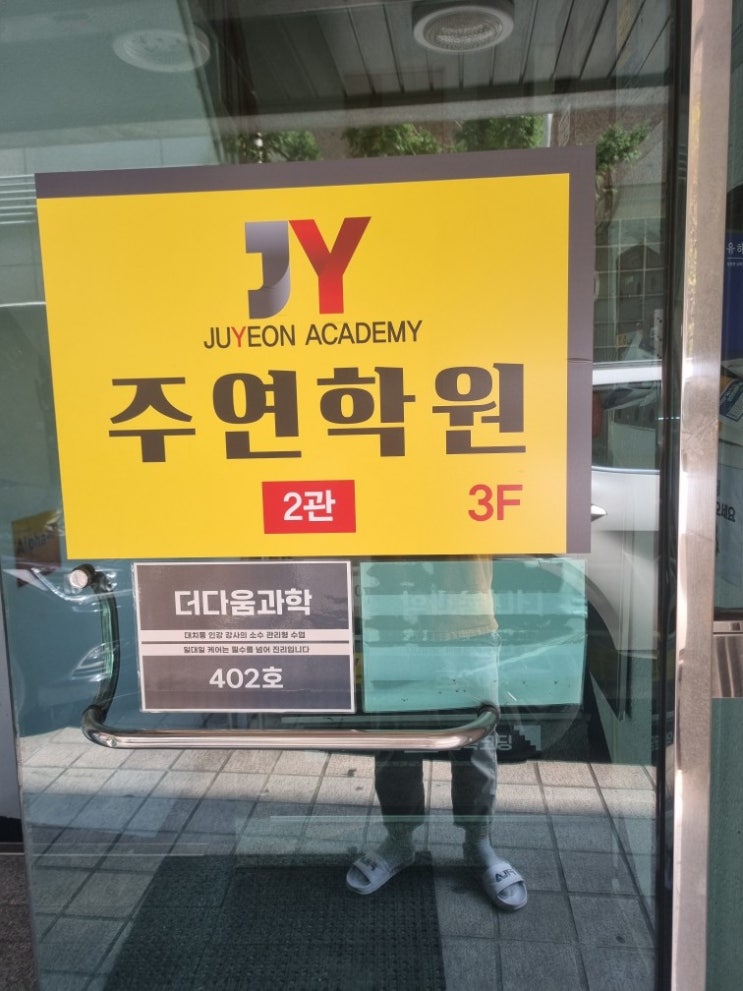 JY
JUYEON ACADEMY
주연학원
2관
3F
더다움과학
대치동 인강 강사의 소수 관리형 수업
일대일 케어는 필수를 넘어 진리입니다
402호
Alpha